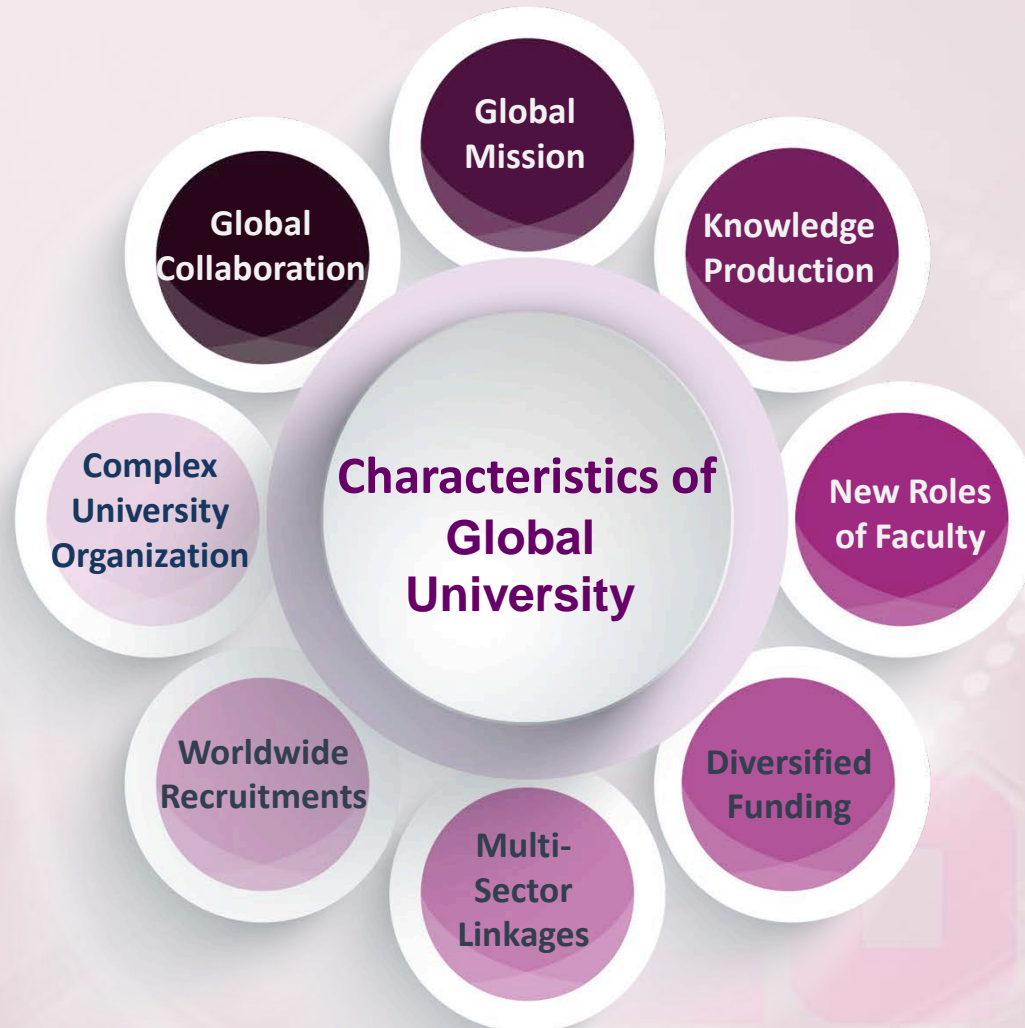 Characteristics of
Global
University
Global
Mission
Knowledge
Production
New Roles
of Faculty
Diversified
Funding
Multi-
Sector
Linkages
Worldwide
Recruitments
Complex
University
Organization
Global
Collaboration